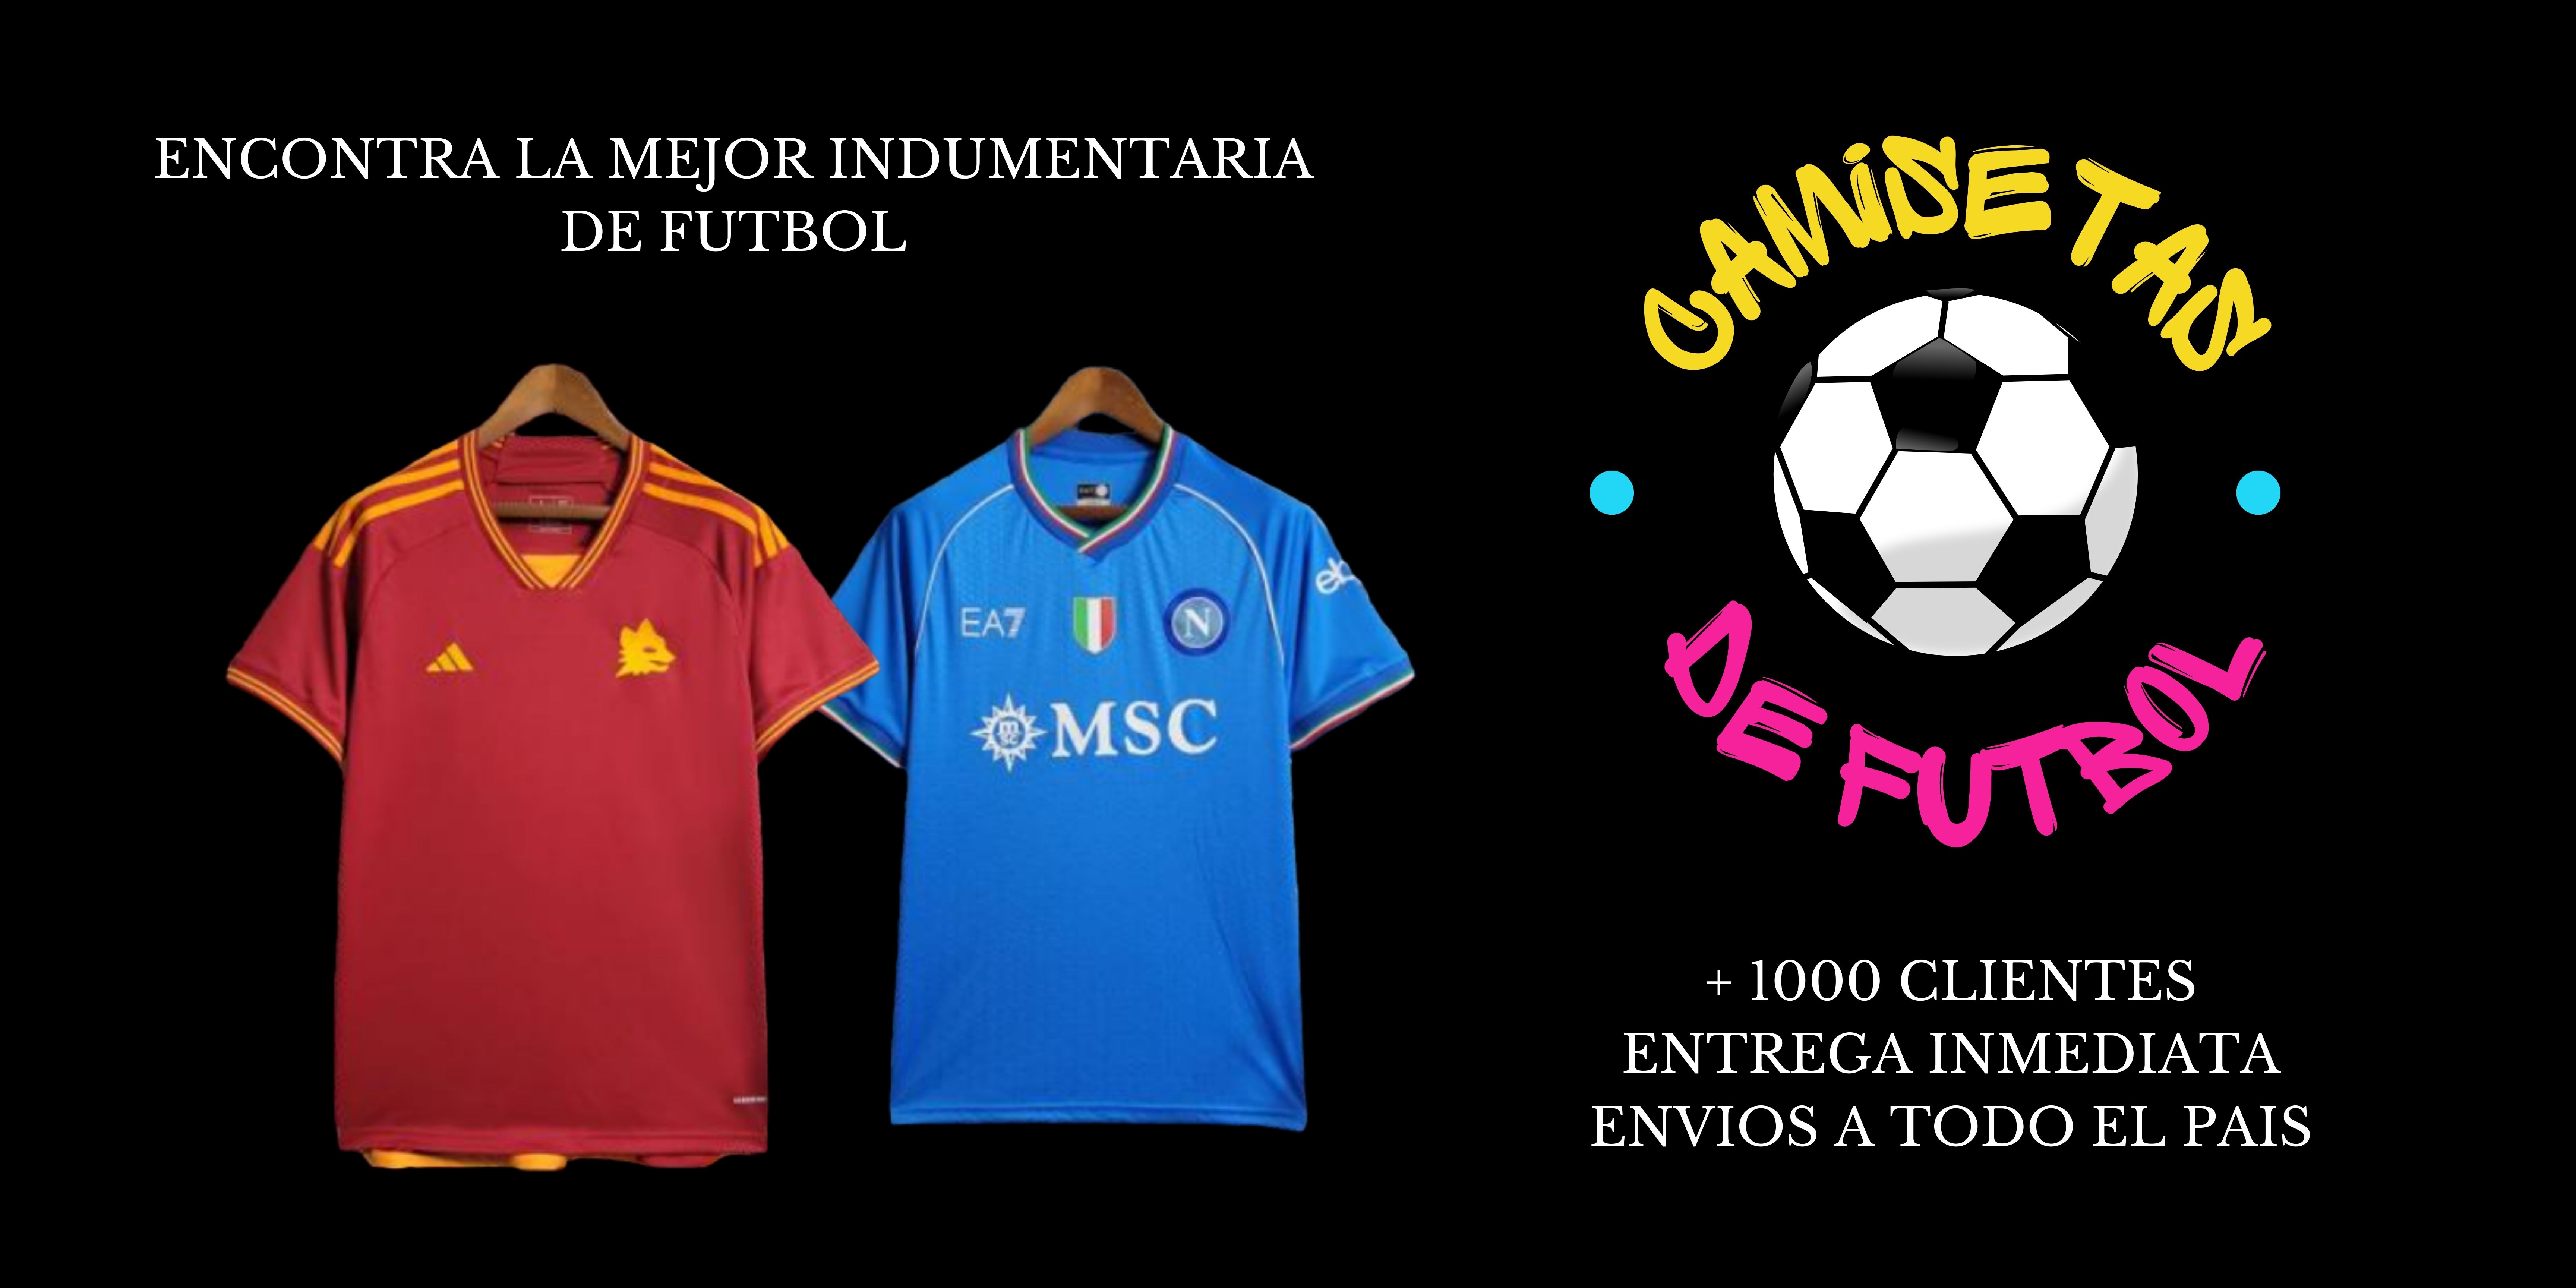 ENCONTRA LA MEJOR INDUMENTARIA
DE FUTBOL
EA7
N
MSC
CAMISETAS
DE FUTBOL
+ 1000 CLIENTES
ENTREGA INMEDIATA
ENVIOS A TODO EL PAIS